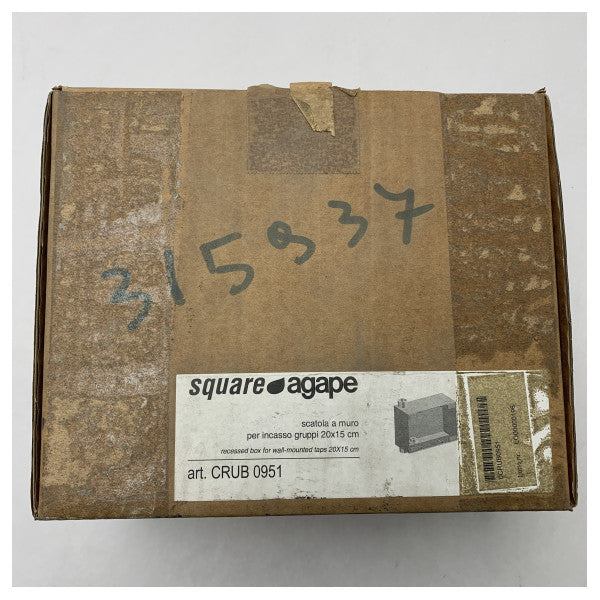 315937
square agape
scatola a muro
per incasso gruppi 20x15 cm
recessed box for wall-mounted taps 20X15 cm
art. CRUB 0951